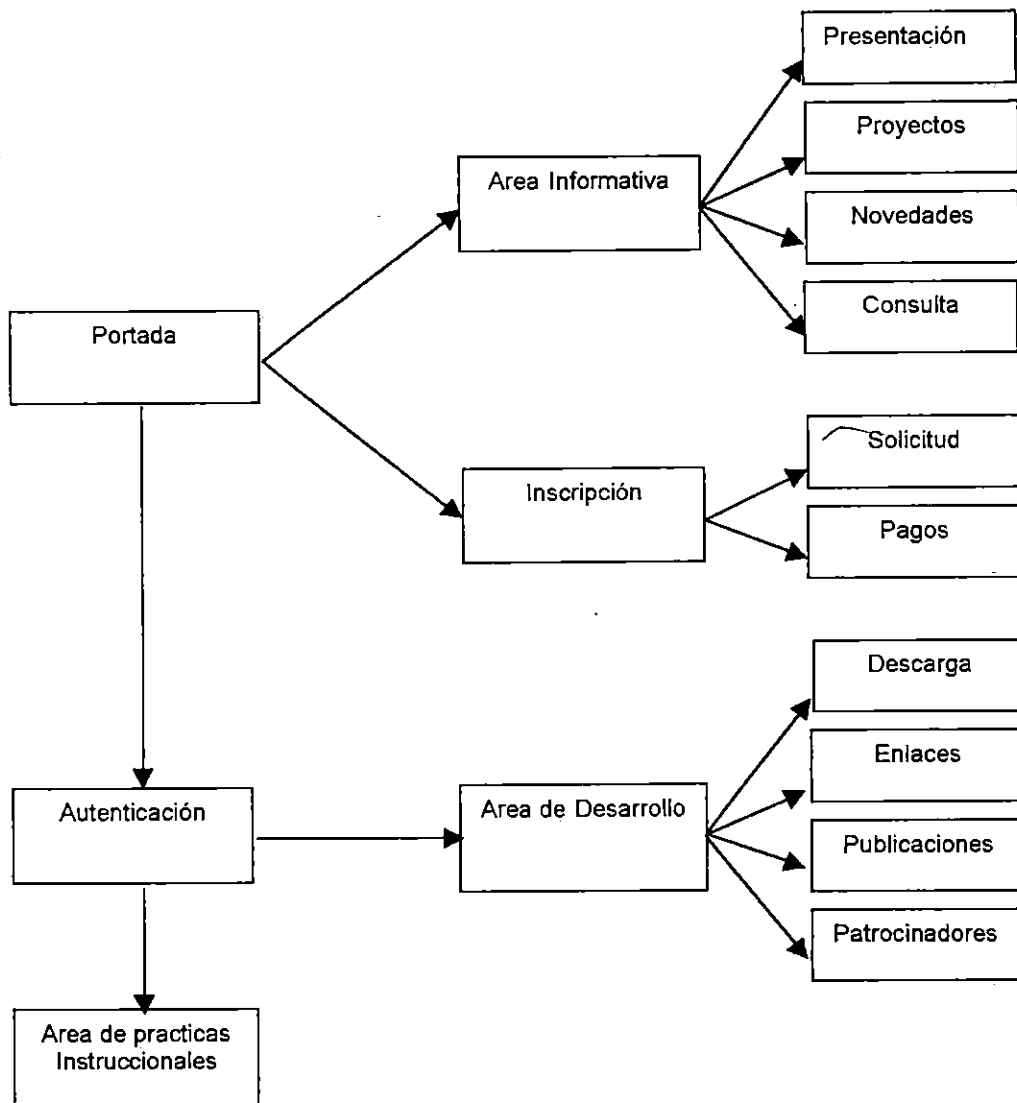 Presentación
Proyectos
Area Informativa
Novedades
Consulta
Portada
Solicitud
Inscripción
Pagos
Descarga
Enlaces
Autenticación
Area de Desarrollo
Publicaciones
Patrocinadores
Area de practicas
Instruccionales